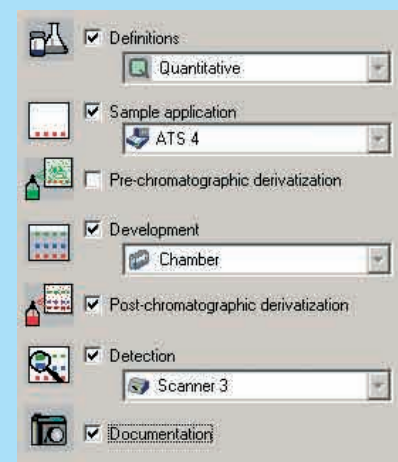 Definitions
Quantitative
Sample application
ATS 4
Pre-chromatographic derivatization
Development
Chamber
Post-chromatographic derivatization
Detection
Scanner 3
Documentation